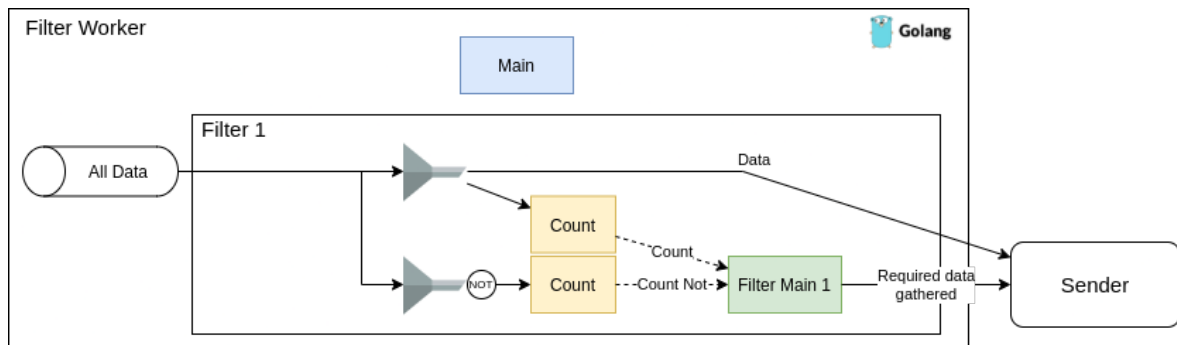 Filter Worker
Golang
Main
Filter 1
All Data
Data
Count
Count
NOT
Count
Count Not
Filter Main 1
Required data
gathered
Sender